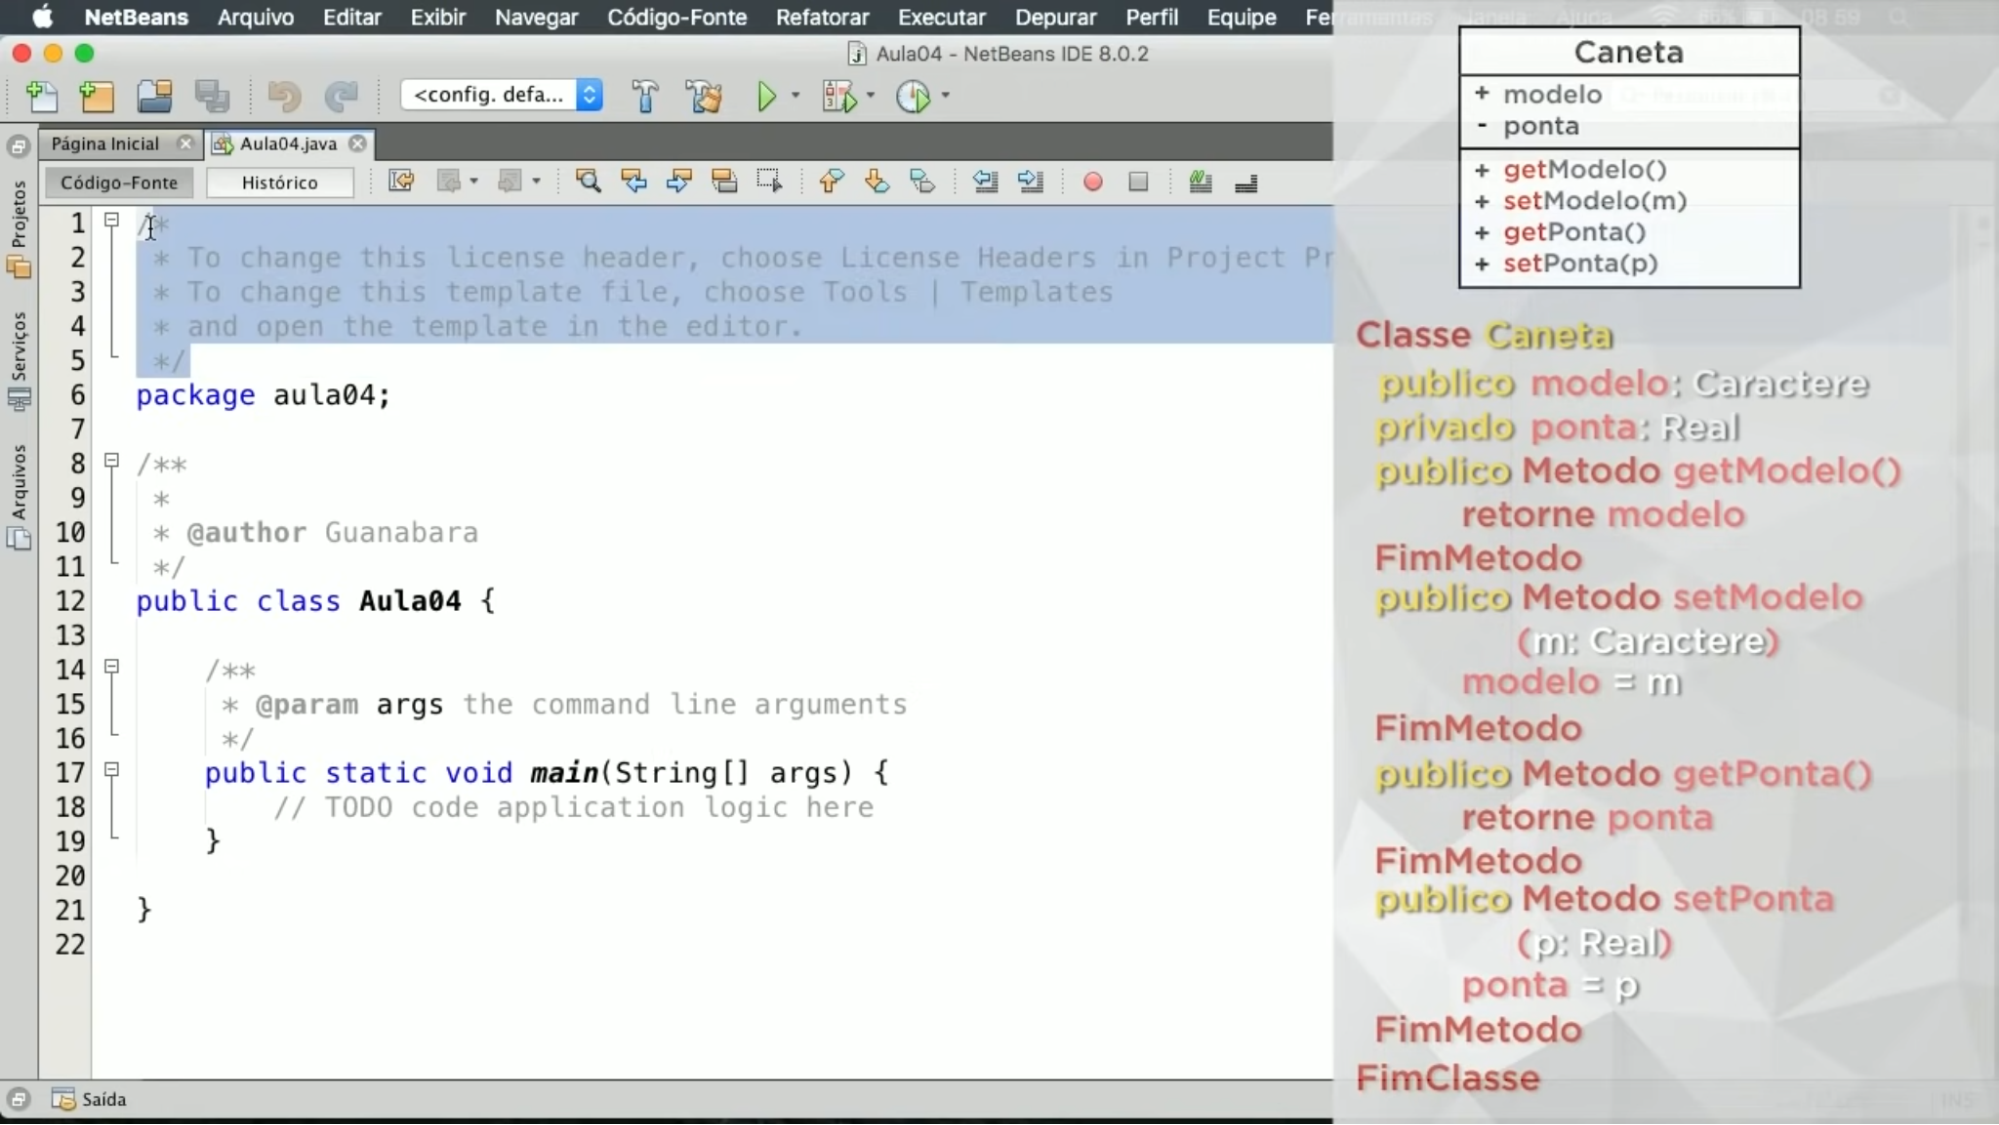 NetBeans Arquivo Editar Exibir Navegar Código-Fonte Refatorar Executar Depurar Perfil Equipe Ferramentas Janela Ajuda
Aula04 - NetBeans IDE 8.0.2
<config. defa...
Página Inicial
Aula04.java
Código-Fonte
Histórico
Projetos
Serviços
Arquivos
1 /*
2 * To change this license header, choose License Headers in Project Pr
3 * To change this template file, choose Tools | Templates
4 * and open the template in the editor.
5 */
6 package aula04;
7
8 /**
9 *
10 * @author Guanabara
11 */
12 public class Aula04 {
13
14 /**
15 * @param args the command line arguments
16 */
17 public static void main(String[] args) {
18 // TODO code application logic here
19 }
20
21 }
22
Saída
Caneta
+ modelo
- ponta
+ getModelo()
+ setModelo(m)
+ getPonta()
+ setPonta(p)
Classe Caneta
publico modelo: Caractere
privado ponta: Real
publico Metodo getModelo()
retorne modelo
FimMetodo
publico Metodo setModelo
(m: Caractere)
modelo = m
FimMetodo
publico Metodo getPonta()
retorne ponta
FimMetodo
publico Metodo setPonta
(p: Real)
ponta = p
FimMetodo
FimClasse
INS